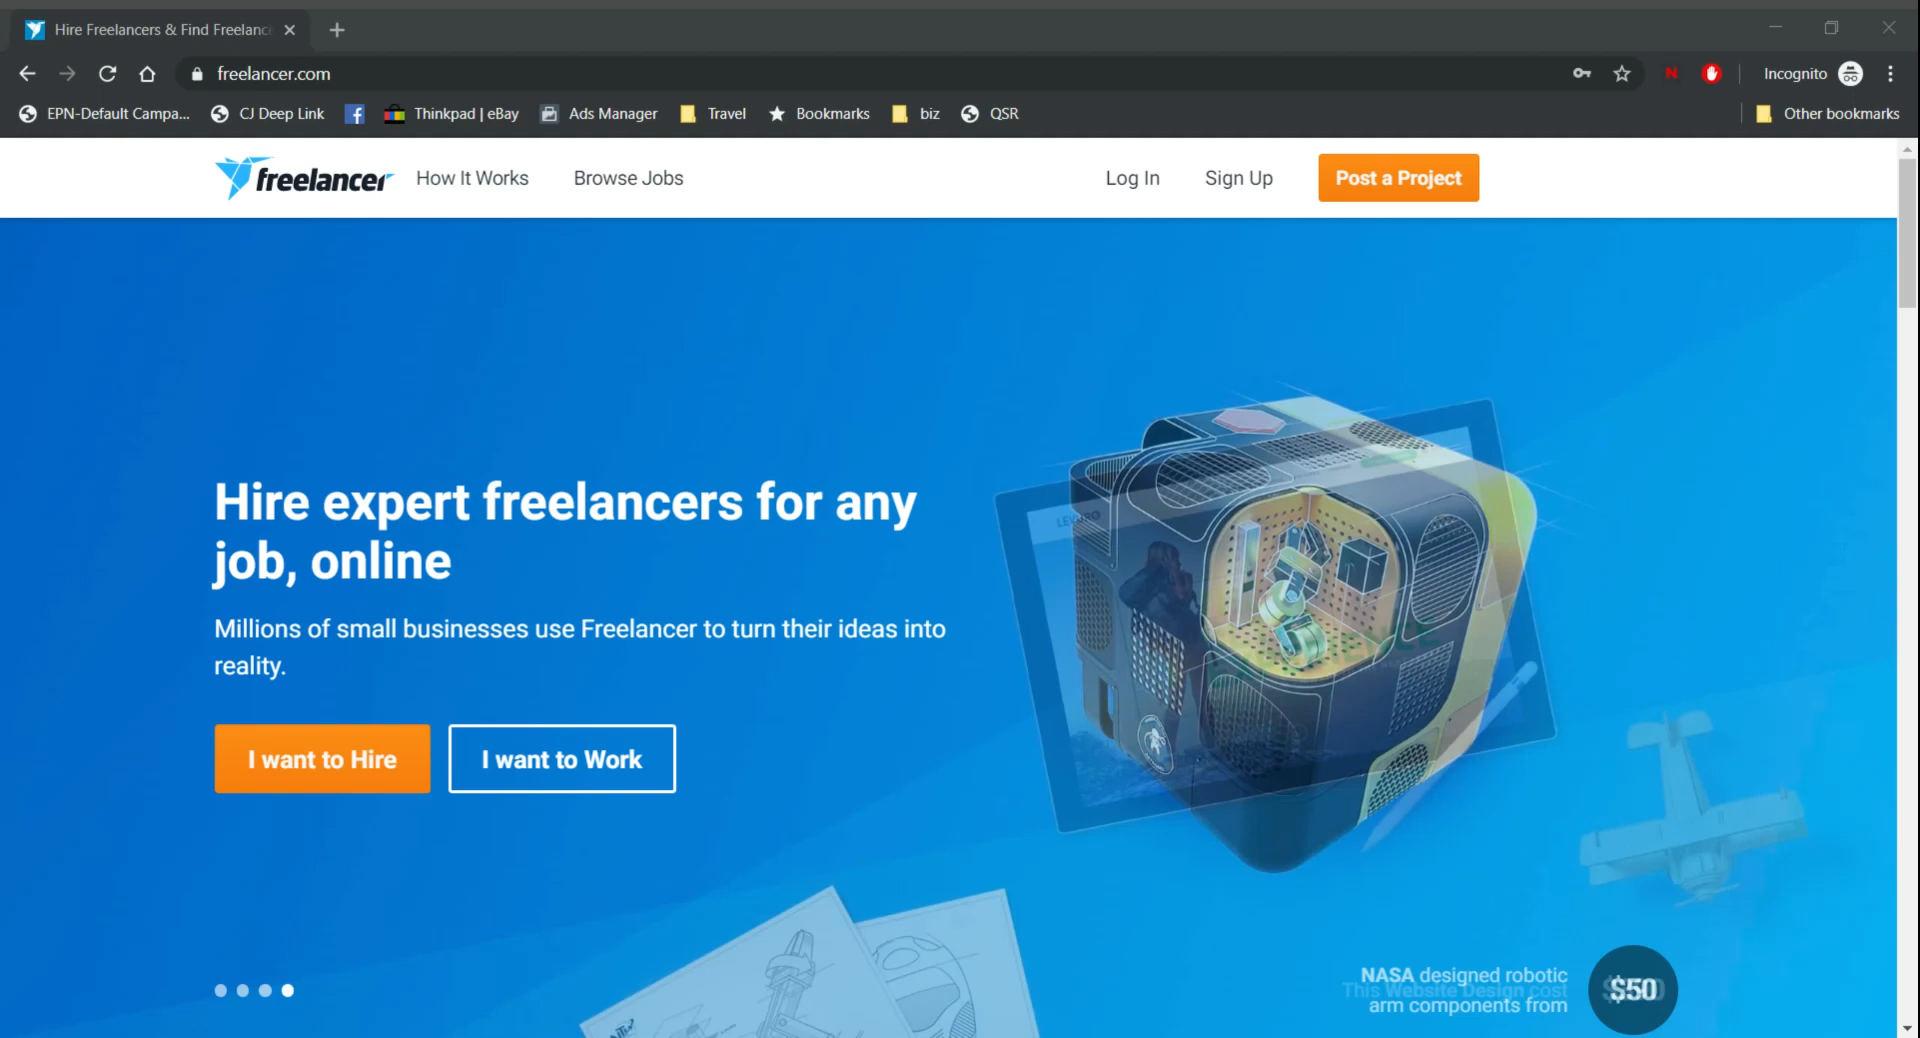 Hire Freelancers & Find Freelanc
freelancer.com
Incognito
EPN-Default Campa... CJ Deep Link Thinkpad | eBay Ads Manager Travel Bookmarks biz QSR Other bookmarks
freelancer How It Works Browse Jobs Log In Sign Up Post a Project
Hire expert freelancers for any
job, online
Millions of small businesses use Freelancer to turn their ideas into
reality.
I want to Hire I want to Work
NASA designed robotic
This Website Design cost
arm components from
$50